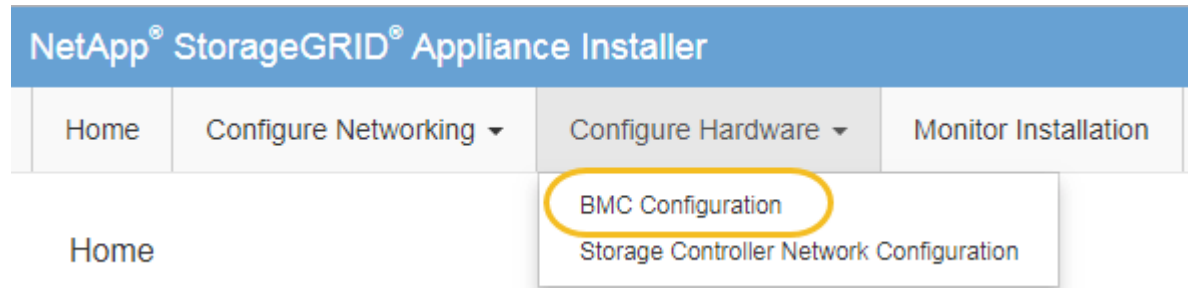 NetApp® StorageGRID® Appliance Installer
Home Configure Networking Configure Hardware Monitor Installation
BMC Configuration
Home
Storage Controller Network Configuration